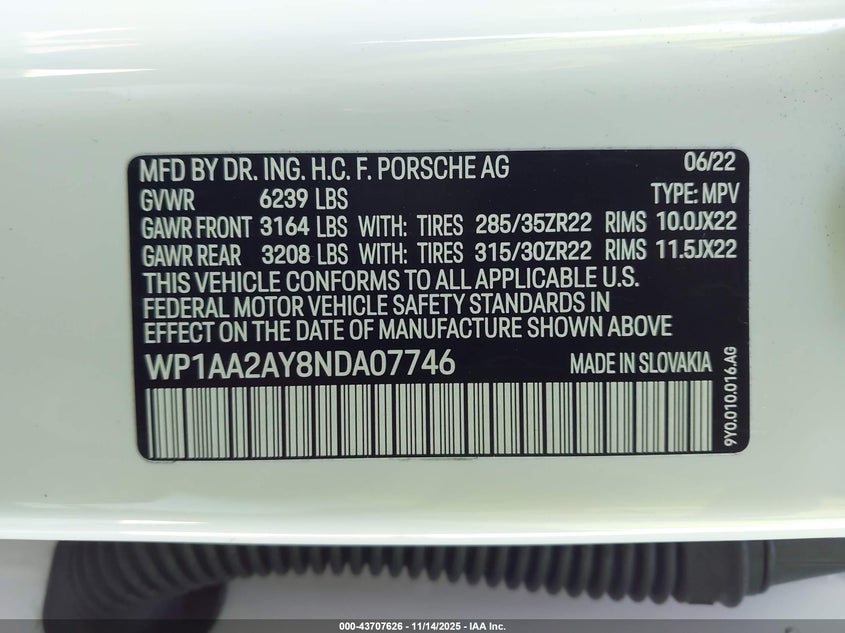 MFD BY DR. ING. H.C. F. PORSCHE AG 06/22
GVWR 6239 LBS TYPE: MPV
GAWR FRONT 3164 LBS WITH: TIRES 285/35ZR22 RIMS 10.0JX22
GAWR REAR 3208 LBS WITH: TIRES 315/30ZR22 RIMS 11.5JX22
THIS VEHICLE CONFORMS TO ALL APPLICABLE U.S.
FEDERAL MOTOR VEHICLE SAFETY STANDARDS IN
EFFECT ON THE DATE OF MANUFACTURE SHOWN ABOVE.
WP1AA2AY8NDA07746 MADE IN SLOVAKIA
9Y0.010.016.AG
000-43707626 | 11/14/2025 - IAA Inc.